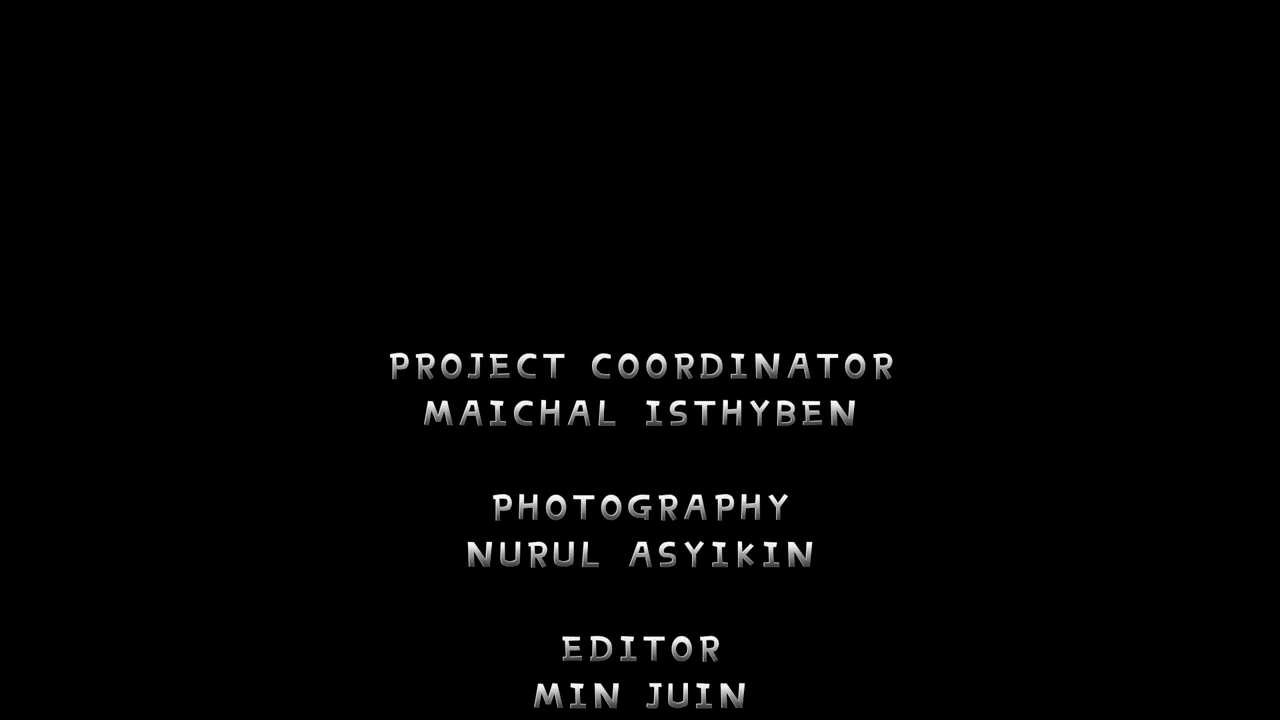 PROJECT COORDINATOR
MAICHAL ISTHYBEN
PHOTOGRAPHY
NURUL ASYIKIN
EDITOR
MIN JUIN